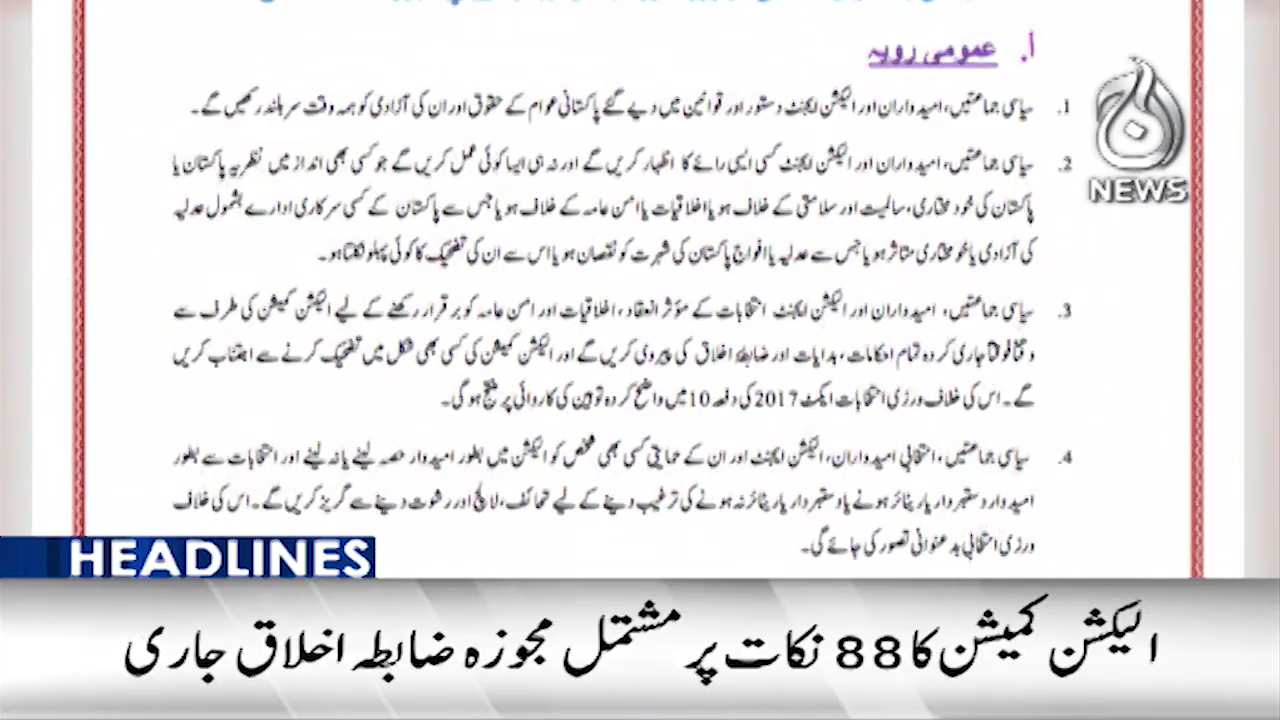 ا. عمومی رویہ
1. سیاسی جماعتیں، امیدواران اور الیکشن ایجنٹ دستور اور قوانین میں دیے گئے پاکستانی عوام کے حقوق اور ان کی آزادی کو ہمہ وقت سربلند رکھیں گے۔
2. سیاسی جماعتیں، امیدواران اور الیکشن ایجنٹ کسی ایسی رائے کا اظہار کریں گے اور نہ ہی ایسا کوئی عمل کریں گے جو کسی بھی انداز میں نظریہ پاکستان یا
پاکستان کی خود مختاری، سالمیت اور سلامتی کے خلاف ہو یا اخلاقیات یا امن عامہ کے خلاف ہو یا جس سے پاکستان کے کسی سرکاری ادارے بشمول عدلیہ
کی آزادی یا خو مختاری متاثر ہو یا جس سے عدلیہ یا افواج پاکستان کی شہرت کو نقصان ہو یا اس سے ان کی تضحیک کا کوئی پہلو نکلتا ہو۔
3. سیاسی جماعتیں، امیدواران اور الیکشن ایجنٹ انتخابات کے مؤثر انعقاد، اخلاقیات اور امن عامہ کو برقرار رکھنے کے لیے الیکشن کمیشن کی طرف سے
وقتاً فوقتاً جاری کردہ تمام احکامات، ہدایات اور ضابطۂ اخلاق کی پیروی کریں گے اور الیکشن کمیشن کی کسی بھی شکل میں تضحیک کرنے سے اجتناب کریں
گے۔ اس کی خلاف ورزی انتخابات ایکٹ 2017 کی دفعہ 10 میں واضح کردہ توہین کی کاروائی پر منتج ہو گی۔
4. سیاسی جماعتیں، انتخابی امیدواران، الیکشن ایجنٹ اور ان کے حمایتی کسی بھی شخص کو الیکشن میں بطور امیدوار حصہ لینے یا نہ لینے اور انتخابات سے بطور
امیدوار دستبردار یا ریٹائر ہونے یا دستبردار یا ریٹائر نہ ہونے کی ترغیب دینے کے لیے تحائف، لالچ اور رشوت دینے سے گریز کریں گے۔ اس کی خلاف
ورزی انتخابی بدعنوانی تصور کی جائے گی۔
NEWS
HEADLINES
الیکشن کمیشن کا 88 نکات پر مشتمل مجوزہ ضابطہ اخلاق جاری